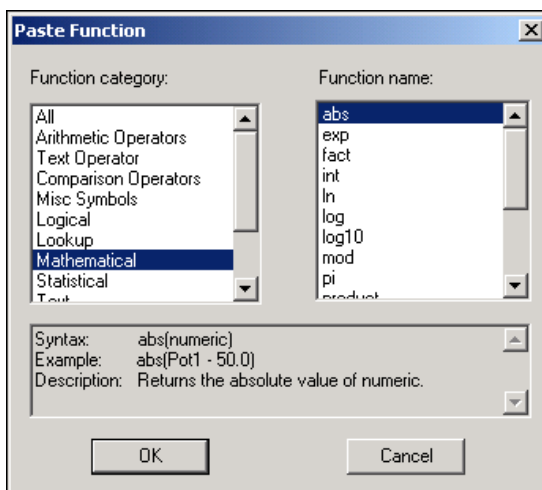 Paste Function
Function category:
Function name:
All
Arithmetic Operators
Text Operator
Comparison Operators
Misc Symbols
Logical
Lookup
Mathematical
Statistical
Text
abs
exp
fact
int
ln
log
log10
mod
pi
product
Syntax: abs(numeric)
Example: abs(Pot1 - 50.0)
Description: Returns the absolute value of numeric.
OK
Cancel